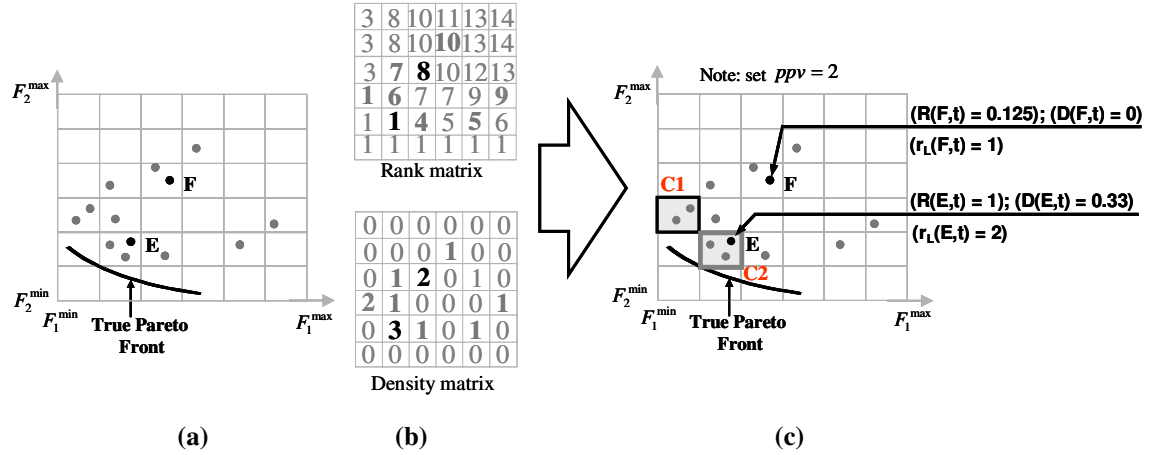 F₂ᵐᵃˣ
F
E
F₂ᵐⁱⁿ
F₁ᵐⁱⁿ
F₁ᵐᵃˣ
True Pareto
Front
(a)
3 8 10 11 13 14
3 8 10 10 13 14
3 7 8 10 12 13
1 6 7 7 9 9
1 1 4 5 5 6
1 1 1 1 1 1
Rank matrix
0 0 0 0 0 0
0 0 0 1 0 0
0 1 2 0 1 0
2 1 0 0 0 1
0 3 1 0 1 0
0 0 0 0 0 0
Density matrix
(b)
Note: set ppv = 2
F₂ᵐᵃˣ
(R(F,t) = 0.125); (D(F,t) = 0)
(r_L(F,t) = 1)
F
C1
(R(E,t) = 1); (D(E,t) = 0.33)
(r_L(E,t) = 2)
E
C2
F₂ᵐⁱⁿ
F₁ᵐⁱⁿ
F₁ᵐᵃˣ
True Pareto
Front
(c)